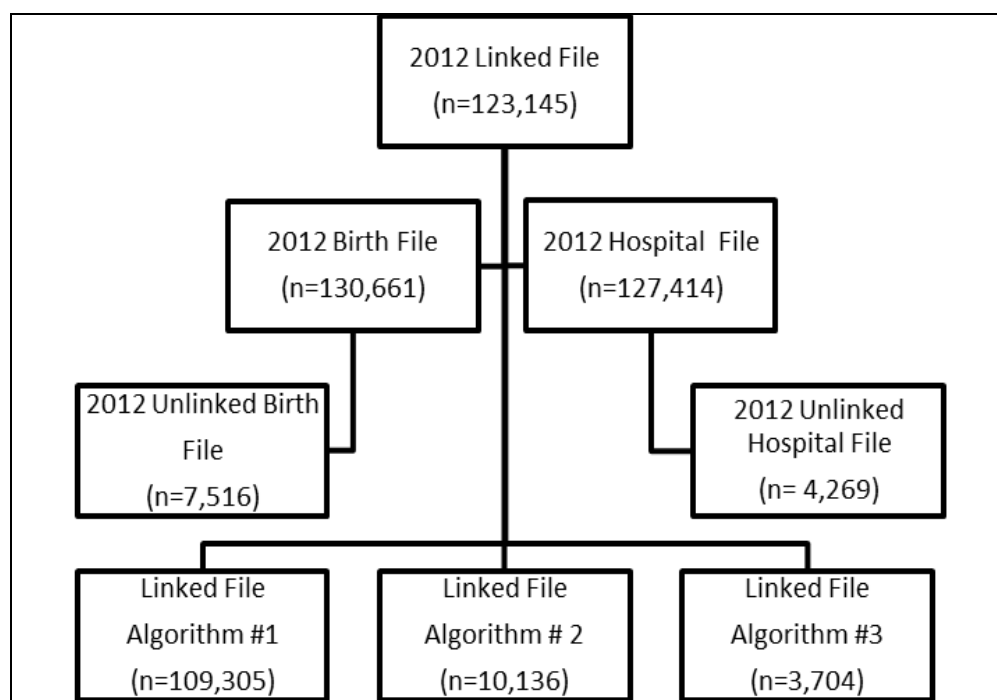 2012 Linked File
(n=123,145)
2012 Birth File
(n=130,661)
2012 Hospital File
(n=127,414)
2012 Unlinked Birth
File
(n=7,516)
2012 Unlinked
Hospital File
(n= 4,269)
Linked File
Algorithm #1
(n=109,305)
Linked File
Algorithm # 2
(n=10,136)
Linked File
Algorithm #3
(n=3,704)